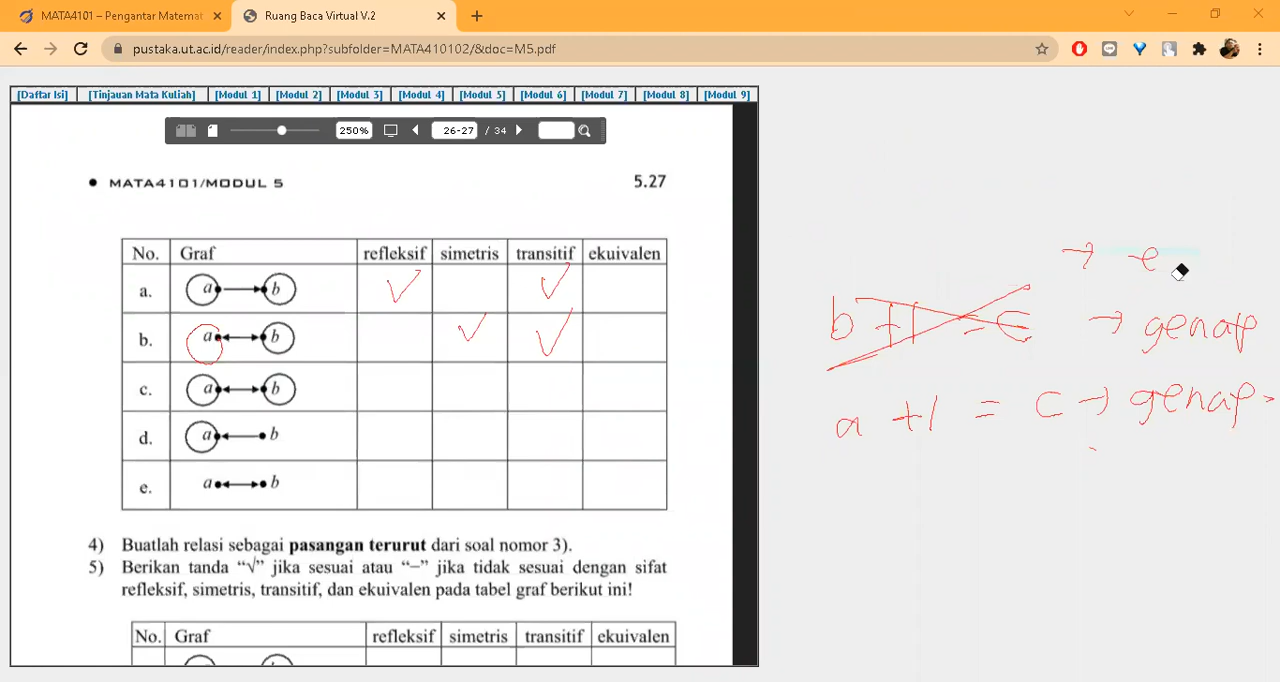 MATA4101 – Pengantar Matemat
Ruang Baca Virtual V.2
pustaka.ut.ac.id/reader/index.php?subfolder=MATA410102/&doc=M5.pdf
[Daftar Isi] [Tinjauan Mata Kuliah] [Modul 1] [Modul 2] [Modul 3] [Modul 4] [Modul 5] [Modul 6] [Modul 7] [Modul 8] [Modul 9]
250% 26-27 / 34
● MATA4101/MODUL 5 5.27
No. Graf refleksif simetris transitif ekuivalen
a. a b ✓ ✓
b. a b ✓ ✓
c. a b
d. a b
e. a b
4) Buatlah relasi sebagai pasangan terurut dari soal nomor 3).
5) Berikan tanda “√” jika sesuai atau “–” jika tidak sesuai dengan sifat
refleksif, simetris, transitif, dan ekuivalen pada tabel graf berikut ini!
No. Graf refleksif simetris transitif ekuivalen
→ e
b +1 = c → genap
a +1 = c → genap